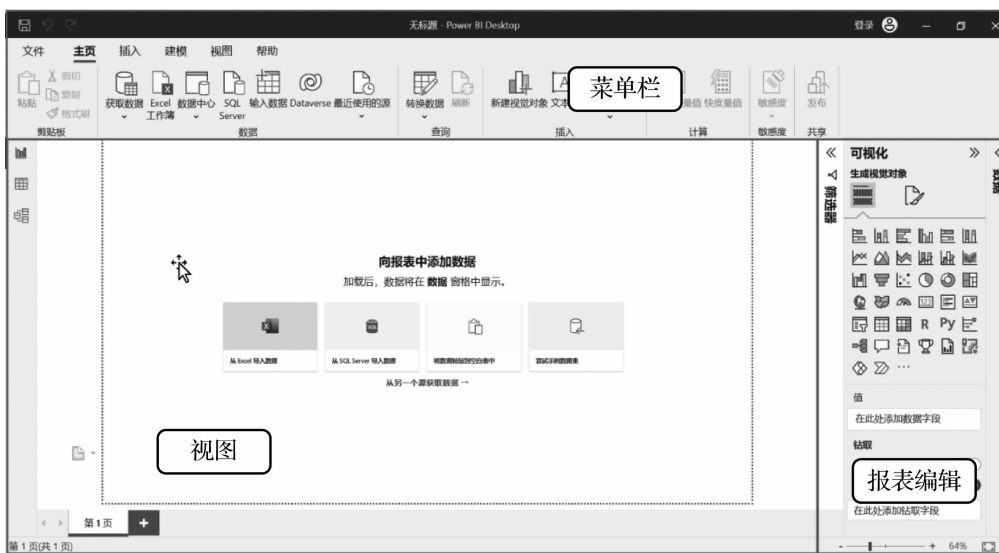 无标题 - Power BI Desktop
登录
文件 主页 插入 建模 视图 帮助
粘贴
剪切
复制
格式刷
获取数据 Excel 工作簿 数据中心 SQL Server 输入数据 Dataverse 最近使用的源
转换数据 刷新
新建视觉对象 文本
菜单栏
量值 快度量值
敏感度
发布
剪贴板 数据 查询 插入 计算 敏感度 共享
筛选器
可视化
生成视觉对象
数据
向报表中添加数据
加载后，数据将在 数据 窗格中显示。
从 Excel 导入数据
从 SQL Server 导入数据
将数据粘贴到空白表中
尝试示例数据集
从另一个源获取数据 →
R Py
123
值
在此处添加数据字段
钻取
视图
报表编辑
在此处添加钻取字段
第 1 页
第 1 页(共 1 页)
- + 64%